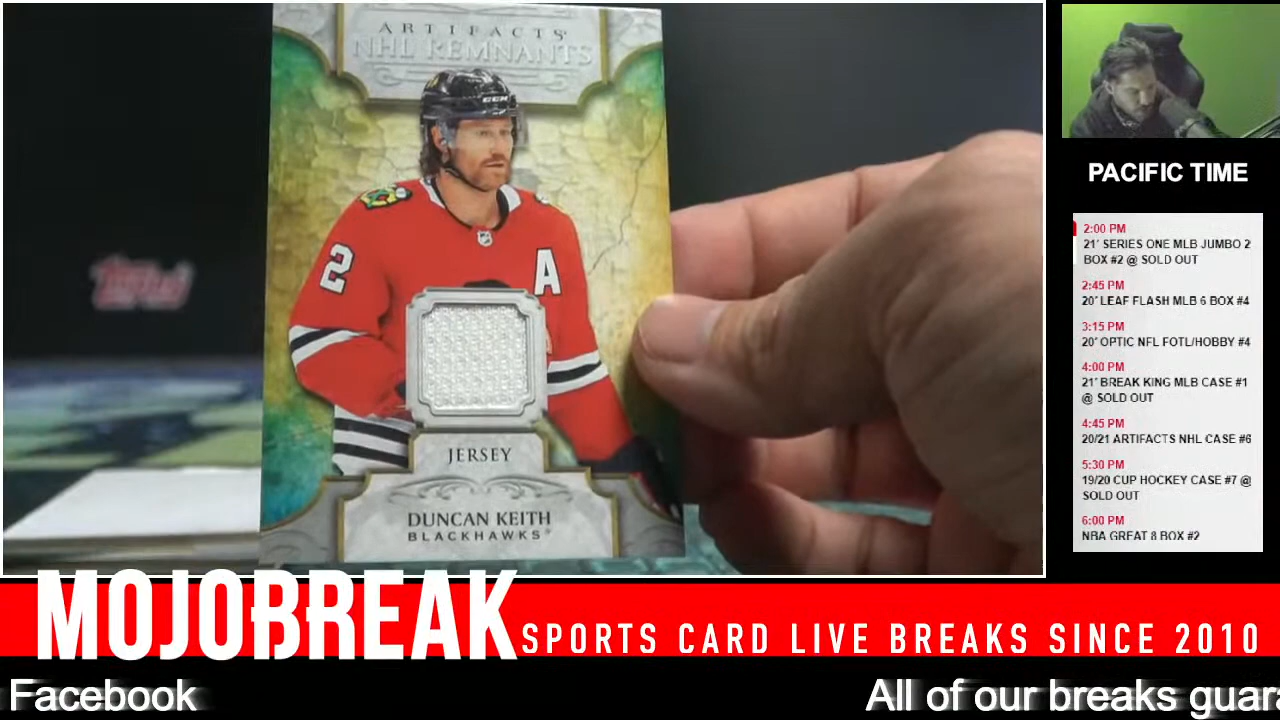 ARTIFACTS
NHL REMNANTS
CCM
2
A
JERSEY
DUNCAN KEITH
BLACKHAWKS
Topps
PACIFIC TIME
2:00 PM
21' SERIES ONE MLB JUMBO 2
BOX #2 @ SOLD OUT
2:45 PM
20' LEAF FLASH MLB 6 BOX #4
3:15 PM
20' OPTIC NFL FOTL/HOBBY #4
4:00 PM
21' BREAK KING MLB CASE #1
@ SOLD OUT
4:45 PM
20/21 ARTIFACTS NHL CASE #6
5:30 PM
19/20 CUP HOCKEY CASE #7 @
SOLD OUT
6:00 PM
NBA GREAT 8 BOX #2
MOJOBREAK SPORTS CARD LIVE BREAKS SINCE 2010
Facebook All of our breaks guar